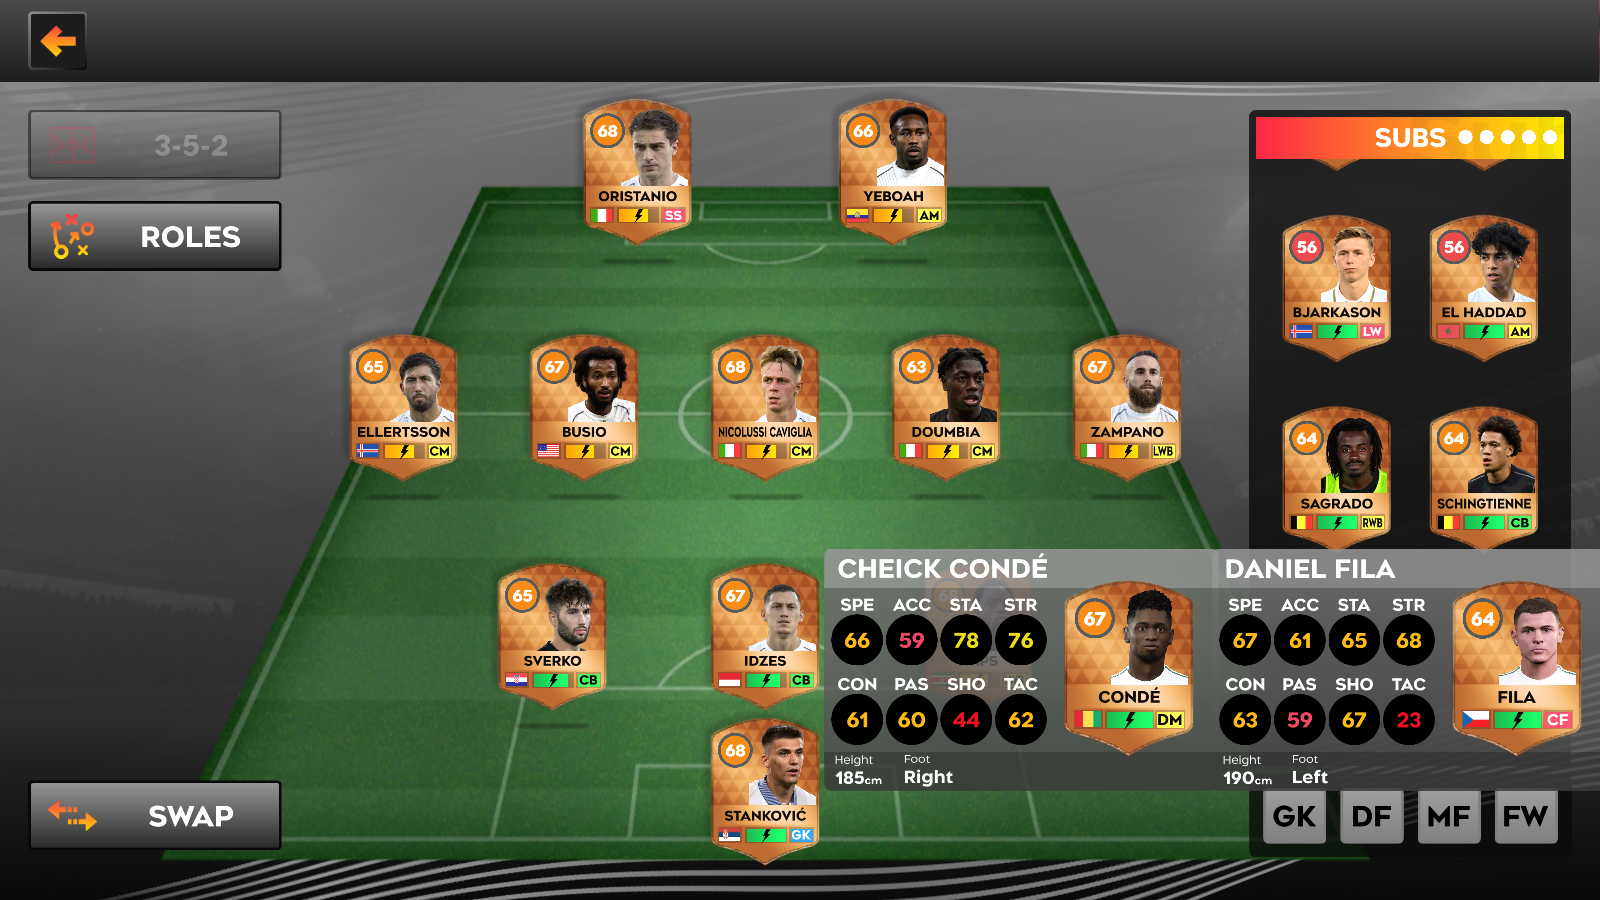 3-5-2
ROLES
SWAP
68
ORISTANIO
SS
66
YEBOAH
AM
65
ELLERTSSON
CM
67
BUSIO
CM
68
NICOLUSSI CAVIGLIA
CM
63
DOUMBIA
CM
67
ZAMPANO
LWB
65
SVERKO
CB
67
IDZES
CB
68
STANKOVIĆ
GK
SUBS
56
BJARKASON
LW
56
EL HADDAD
AM
64
SAGRADO
RWB
64
SCHINGTIENNE
CB
CHEICK CONDÉ
SPE ACC STA STR
66 59 78 76
CON PAS SHO TAC
61 60 44 62
Height Foot
185cm Right
67
CONDÉ
DM
DANIEL FILA
SPE ACC STA STR
67 61 65 68
CON PAS SHO TAC
63 59 67 23
Height Foot
190cm Left
64
FILA
CF
GK DF MF FW